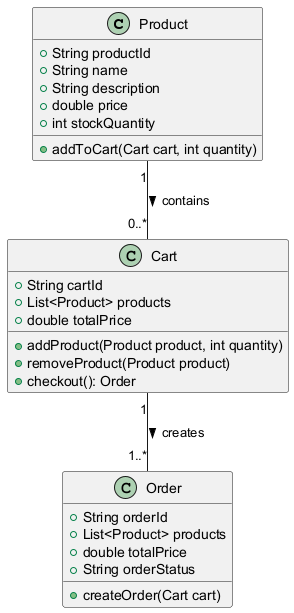 C Product
String productId
String name
String description
double price
int stockQuantity
addToCart(Cart cart, int quantity)
1
contains
0..*
C Cart
String cartId
List<Product> products
double totalPrice
addProduct(Product product, int quantity)
removeProduct(Product product)
checkout(): Order
1
creates
1..*
C Order
String orderId
List<Product> products
double totalPrice
String orderStatus
createOrder(Cart cart)